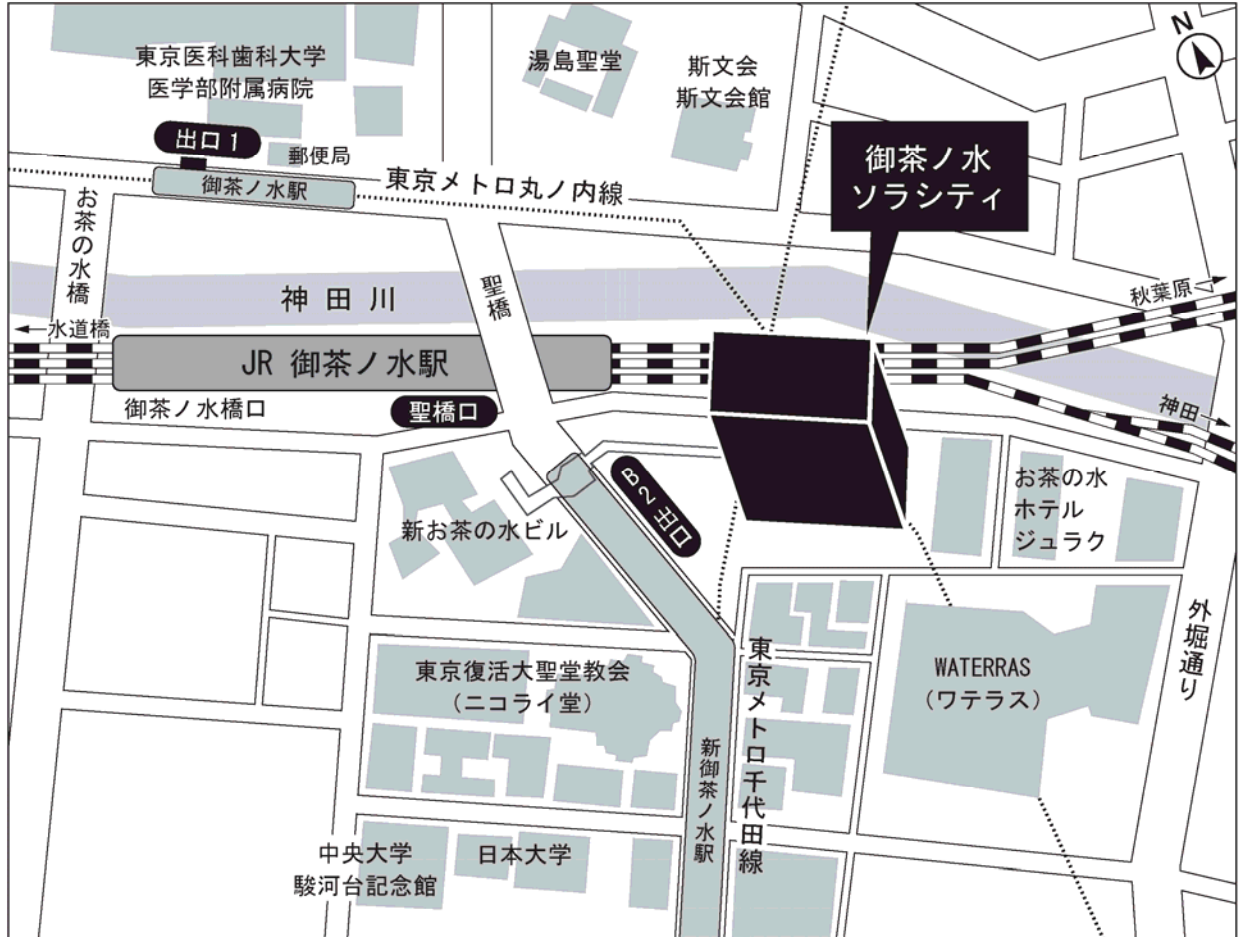 N
東京医科歯科大学
医学部附属病院
湯島聖堂
斯文会
斯文会館
出口1
郵便局
御茶ノ水駅
東京メトロ丸ノ内線
御茶ノ水
ソラシティ
お茶の水橋
聖橋
神田川
秋葉原
水道橋
JR 御茶ノ水駅
御茶ノ水橋口
聖橋口
神田
B2出口
新お茶の水ビル
お茶の水
ホテル
ジュラク
外堀通り
東京復活大聖堂教会
(ニコライ堂)
東京メトロ千代田線
WATERRAS
(ワテラス)
新御茶ノ水駅
中央大学
駿河台記念館
日本大学